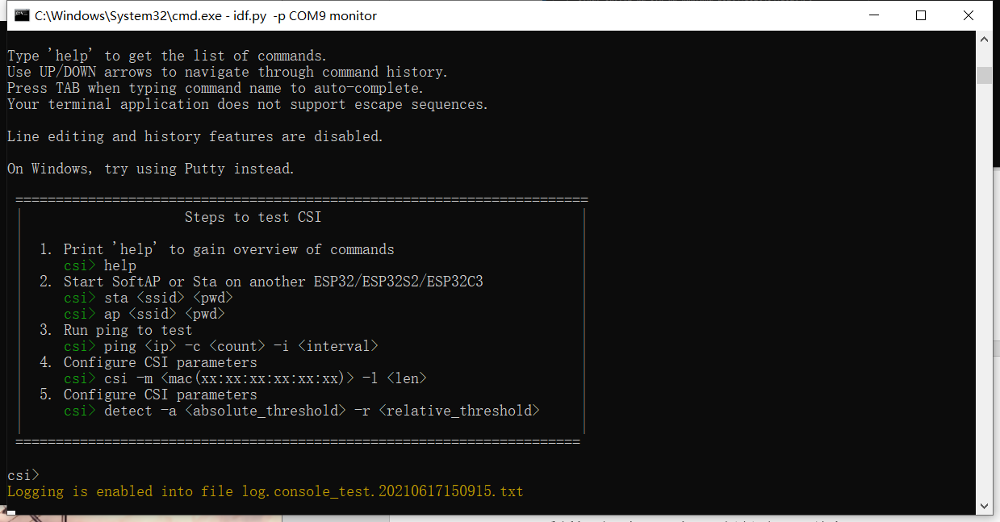 C:\Windows\System32\cmd.exe - idf.py  -p COM9 monitor
Type 'help' to get the list of commands.
Use UP/DOWN arrows to navigate through command history.
Press TAB when typing command name to auto-complete.
Your terminal application does not support escape sequences.
Line editing and history features are disabled.
On Windows, try using Putty instead.
=======================================================================
Steps to test CSI
1. Print 'help' to gain overview of commands
csi> help
2. Start SoftAP or Sta on another ESP32/ESP32S2/ESP32C3
csi> sta <ssid> <pwd>
csi> ap <ssid> <pwd>
3. Run ping to test
csi> ping <ip> -c <count> -i <interval>
4. Configure CSI parameters
csi> csi -m <mac(xx:xx:xx:xx:xx:xx)> -l <len>
5. Configure CSI parameters
csi> detect -a <absolute_threshold> -r <relative_threshold>
======================================================================
csi>
Logging is enabled into file log.console_test.20210617150915.txt